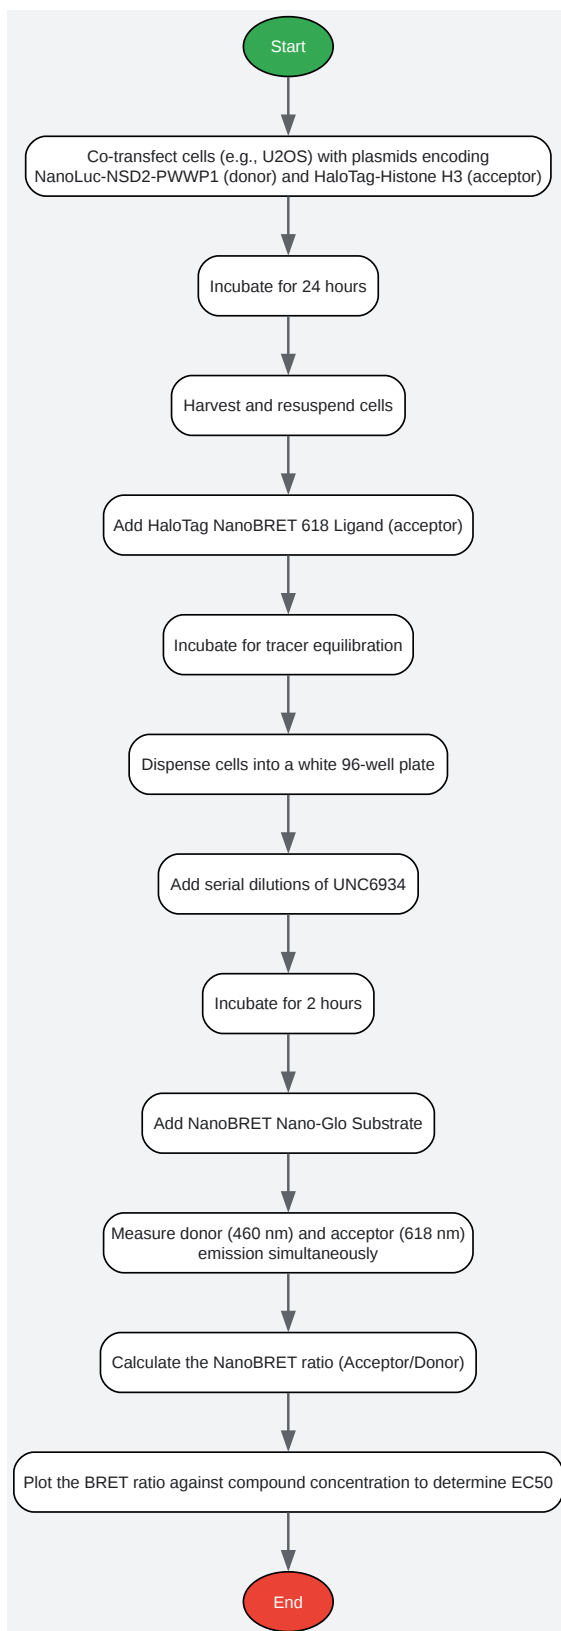 Start
Co-transfect cells (e.g., U2OS) with plasmids encoding
NanoLuc-NSD2-PWWP1 (donor) and HaloTag-Histone H3 (acceptor)
Incubate for 24 hours
Harvest and resuspend cells
Add HaloTag NanoBRET 618 Ligand (acceptor)
Incubate for tracer equilibration
Dispense cells into a white 96-well plate
Add serial dilutions of UNC6934
Incubate for 2 hours
Add NanoBRET Nano-Glo Substrate
Measure donor (460 nm) and acceptor (618 nm)
emission simultaneously
Calculate the NanoBRET ratio (Acceptor/Donor)
Plot the BRET ratio against compound concentration to determine EC50
End